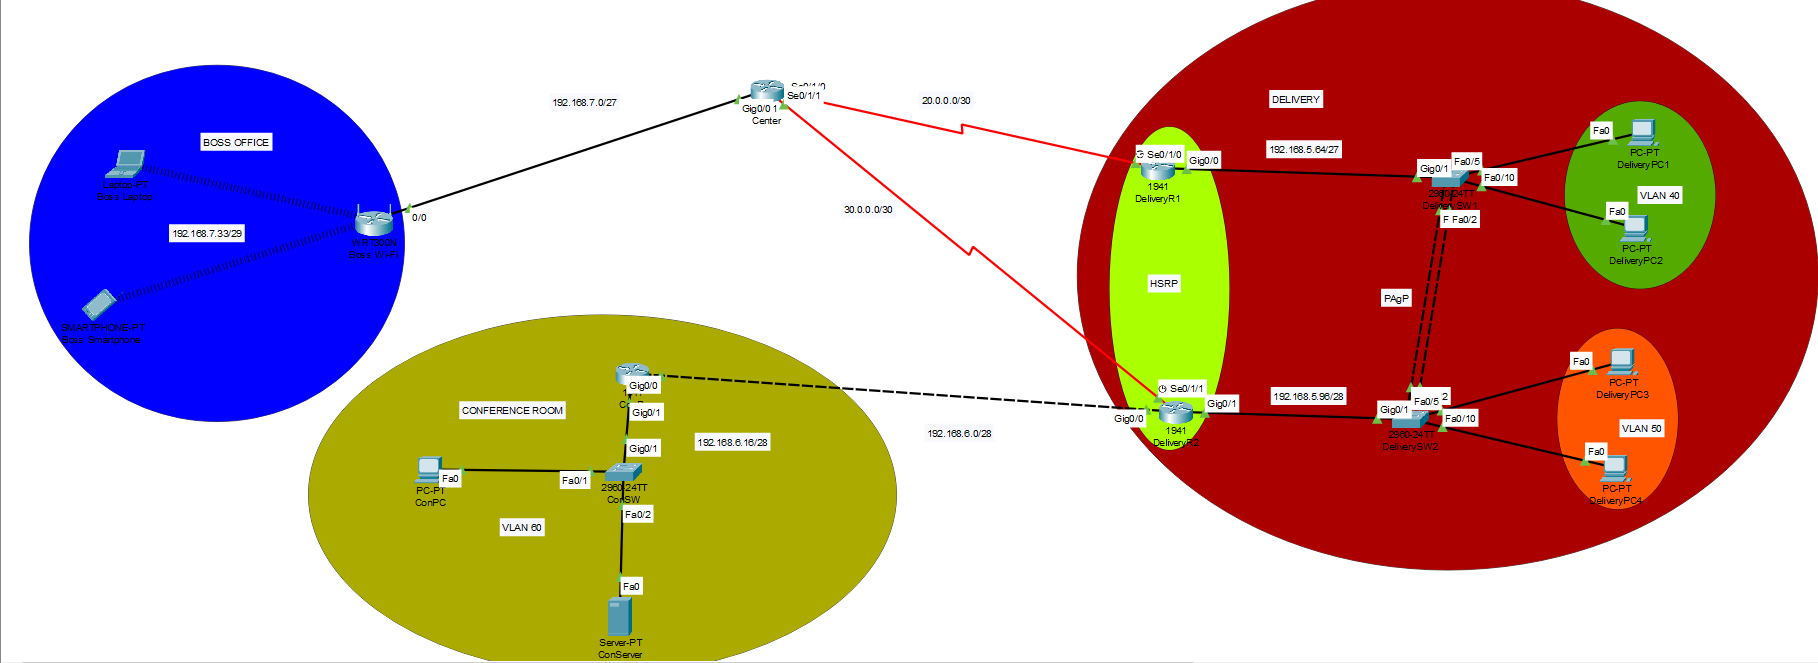 BOSS OFFICE
Laptop-PT
Boss Laptop
192.168.7.33/29
SMARTPHONE-PT
Boss Smartphone
Boss Wi-Fi
0/0
192.168.7.0/27
Se0/1/0
Se0/1/1
Gig0/0
Center
20.0.0.0/30
30.0.0.0/30
DELIVERY
192.168.5.64/27
Se0/1/0
Gig0/0
1941
DeliveryR1
HSRP
Gig0/1
Fa0/5
Fa0/10
2960-24TT
DeliverySW1
F Fa0/2
PAgP
Fa0
PC-PT
DeliveryPC1
VLAN 40
Fa0
PC-PT
DeliveryPC2
Se0/1/1
Gig0/1
Gig0/0
1941
DeliveryR2
192.168.5.96/28
Gig0/1
Fa0/5
2
Fa0/10
2960-24TT
DeliverySW2
Fa0
PC-PT
DeliveryPC3
VLAN 50
Fa0
PC-PT
DeliveryPC4
192.168.6.0/28
CONFERENCE ROOM
Gig0/0
Gig0/1
192.168.6.16/28
Gig0/1
Fa0
PC-PT
ConPC
Fa0/1
2960-24TT
ConSW
Fa0/2
VLAN 60
Fa0
Server-PT
ConServer